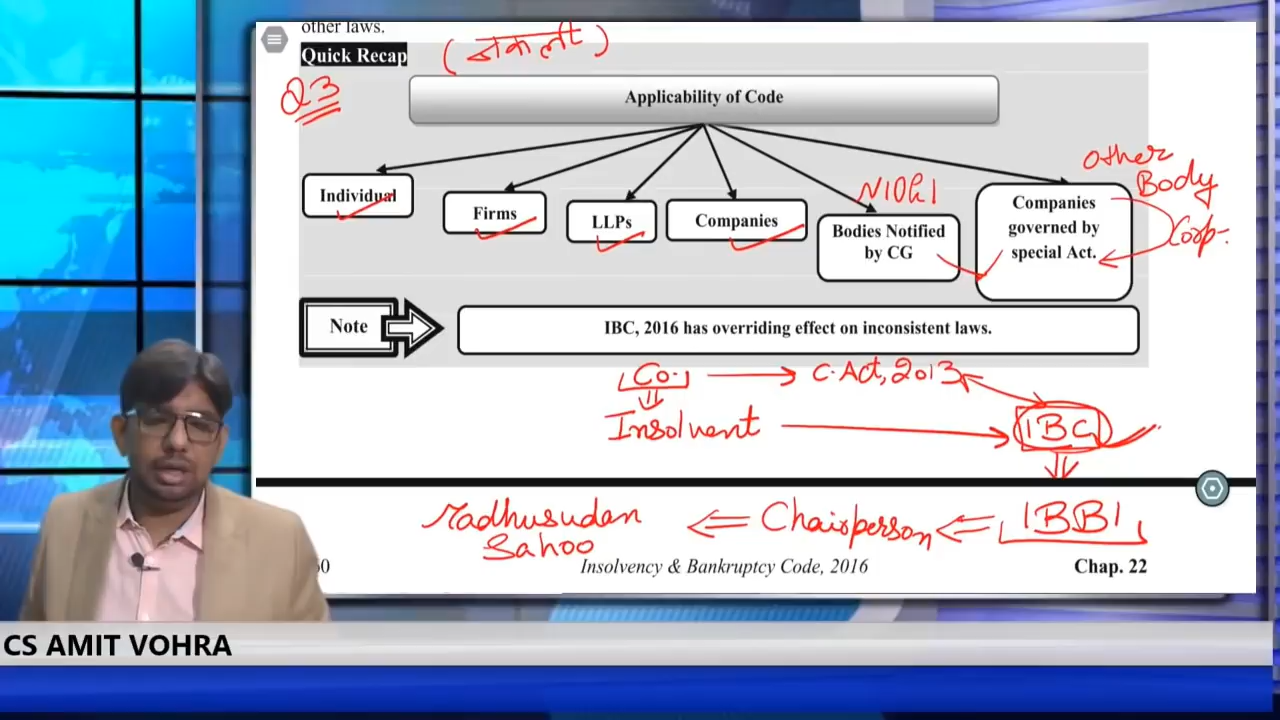 other laws.
Quick Recap
Q3
Applicability of Code
Individual
Firms
LLPs
Companies
Bodies Notified
by CG
Companies
governed by
special Act.
Other
Body
Corp.
Note
IBC, 2016 has overriding effect on inconsistent laws.
Co. → C. Act, 2013
Insolvent → IBC
IBBI
Chairperson
Madhusudan
Sahoo
Insolvency & Bankruptcy Code, 2016
Chap. 22
CS AMIT VOHRA